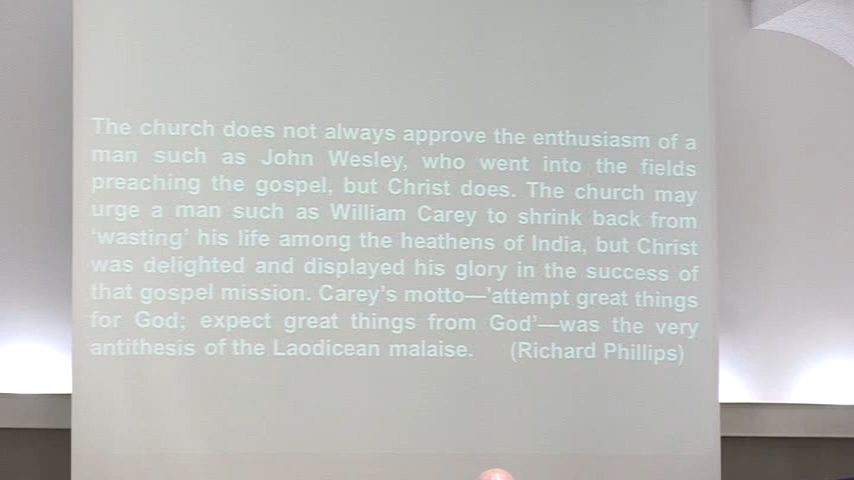 The church does not always approve the enthusiasm of a
man such as John Wesley, who went into the fields
preaching the gospel, but Christ does. The church may
urge a man such as William Carey to shrink back from
‘wasting’ his life among the heathens of India, but Christ
was delighted and displayed his glory in the success of
that gospel mission. Carey’s motto—’attempt great things
for God; expect great things from God’—was the very
antithesis of the Laodicean malaise. (Richard Phillips)